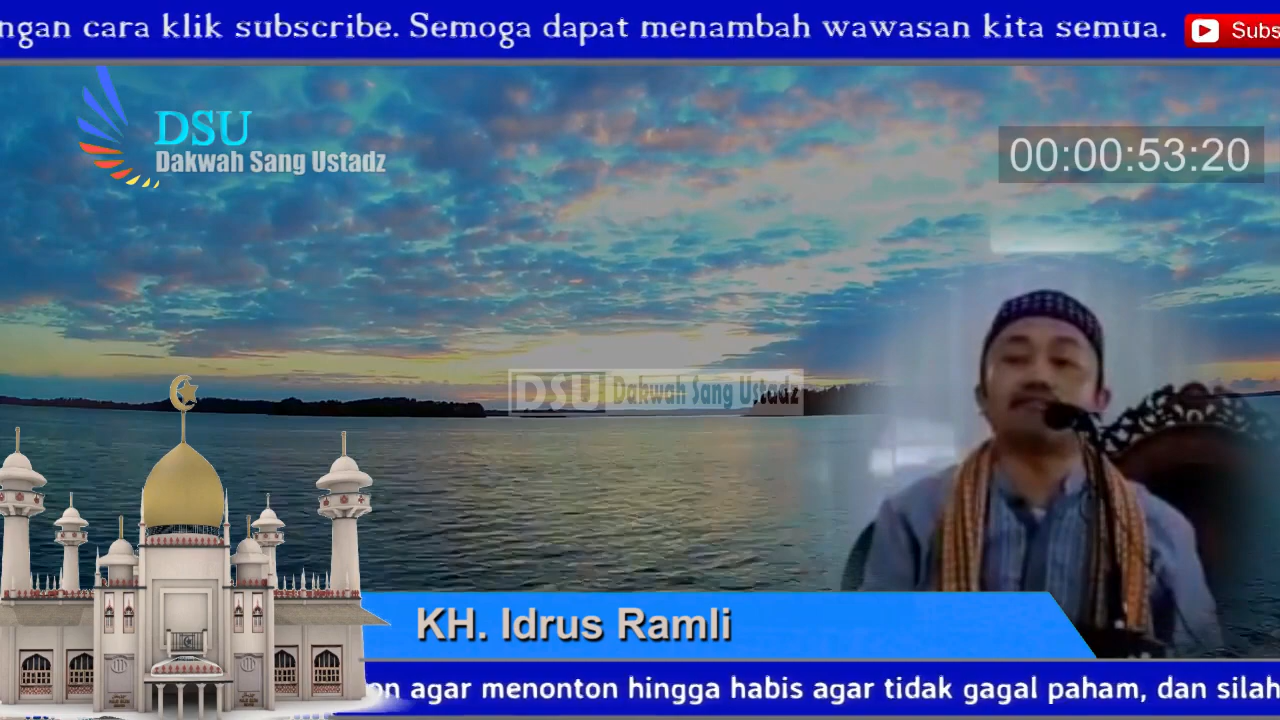 ngan cara klik subscribe. Semoga dapat menambah wawasan kita semua.
Subs
DSU
Dakwah Sang Ustadz
00:00:53:20
DSU Dakwah Sang Ustadz
KH. Idrus Ramli
on agar menonton hingga habis agar tidak gagal paham, dan silah